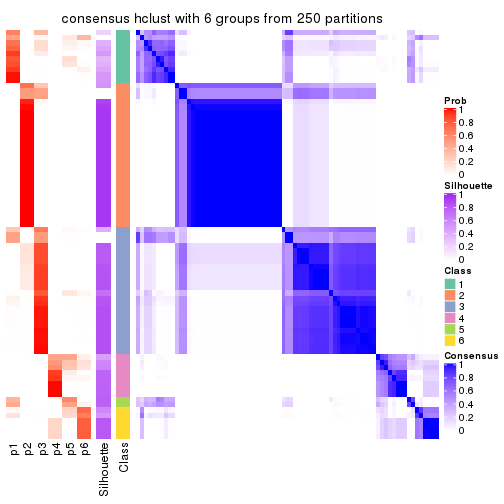 consensus hclust with 6 groups from 250 partitions
Prob
1
0.8
0.6
0.4
0.2
0
Silhouette
1
0.8
0.6
0.4
0.2
0
Class
1
2
3
4
5
6
Consensus
1
0.8
0.6
0.4
0.2
0
p1
p2
p3
p4
p5
p6
Silhouette
Class